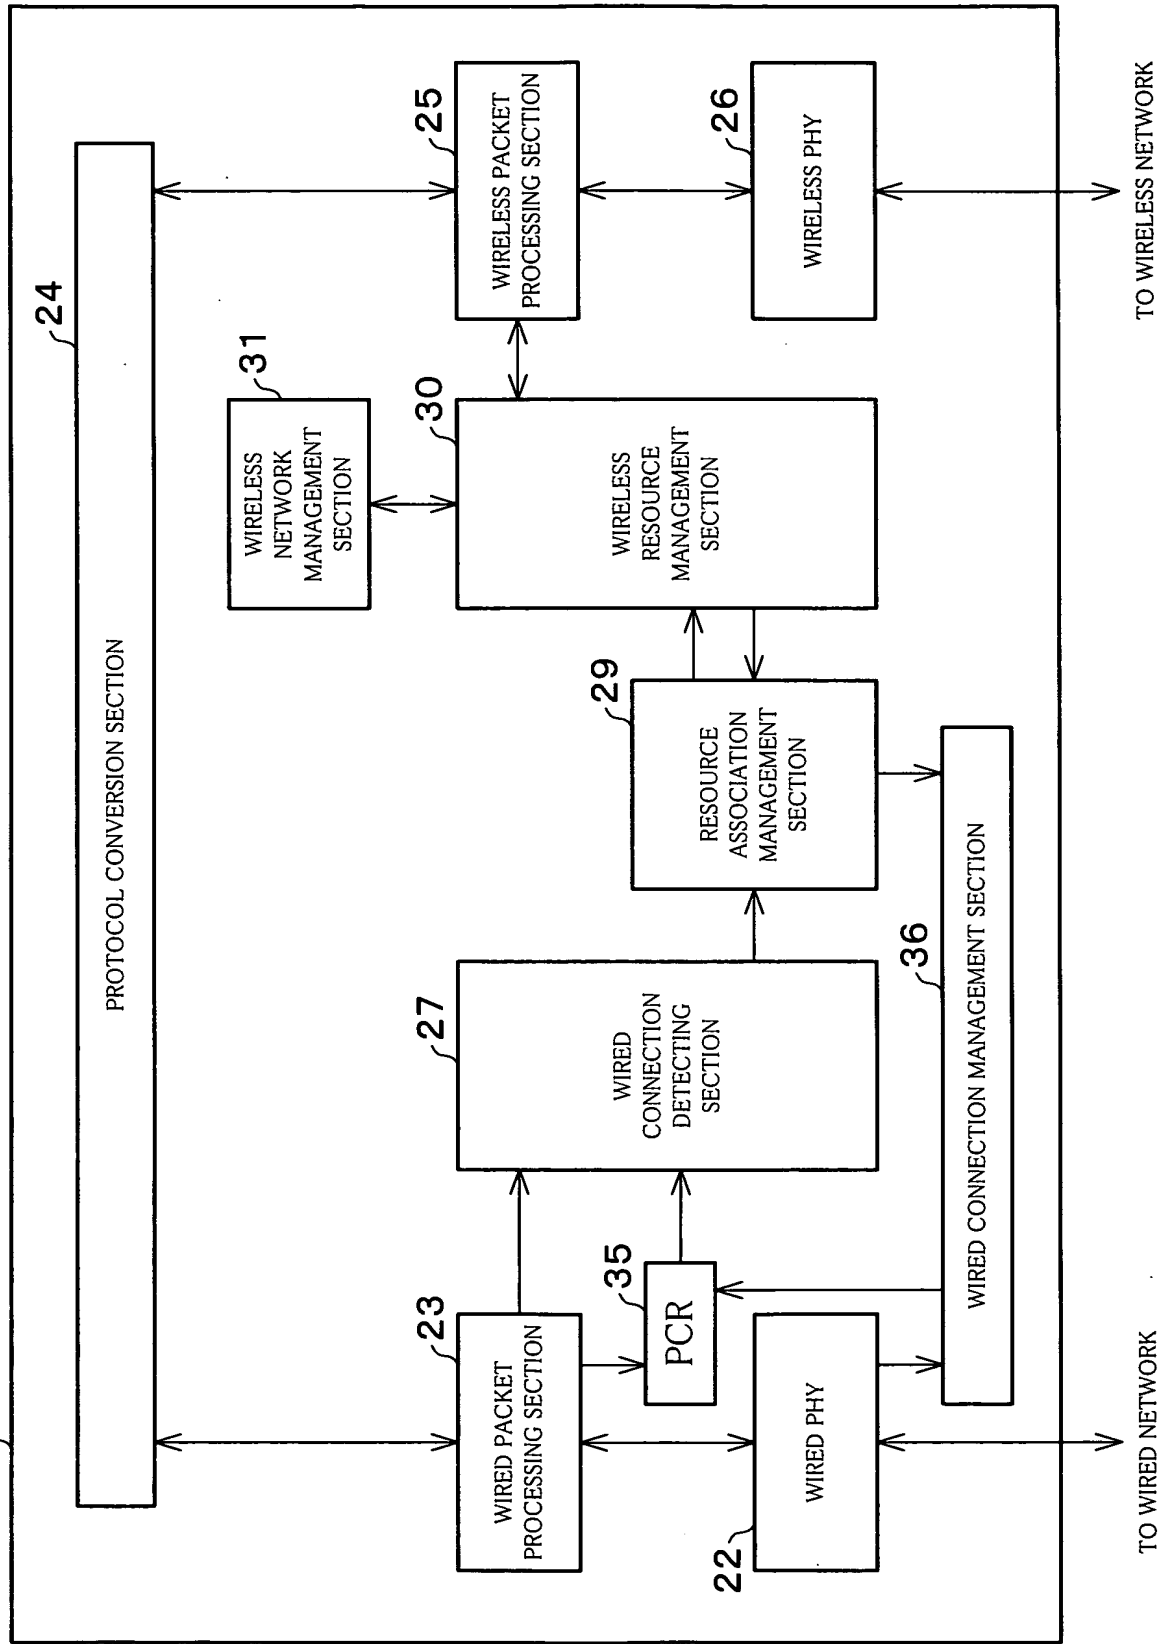 24
PROTOCOL CONVERSION SECTION
23
WIRED PACKET
PROCESSING SECTION
31
WIRELESS
NETWORK
MANAGEMENT
SECTION
25
WIRELESS PACKET
PROCESSING SECTION
27
WIRED
CONNECTION
DETECTING
SECTION
30
WIRELESS
RESOURCE
MANAGEMENT
SECTION
35
PCR
29
RESOURCE
ASSOCIATION
MANAGEMENT
SECTION
22
WIRED PHY
26
WIRELESS PHY
36
WIRED CONNECTION MANAGEMENT SECTION
TO WIRED NETWORK
TO WIRELESS NETWORK